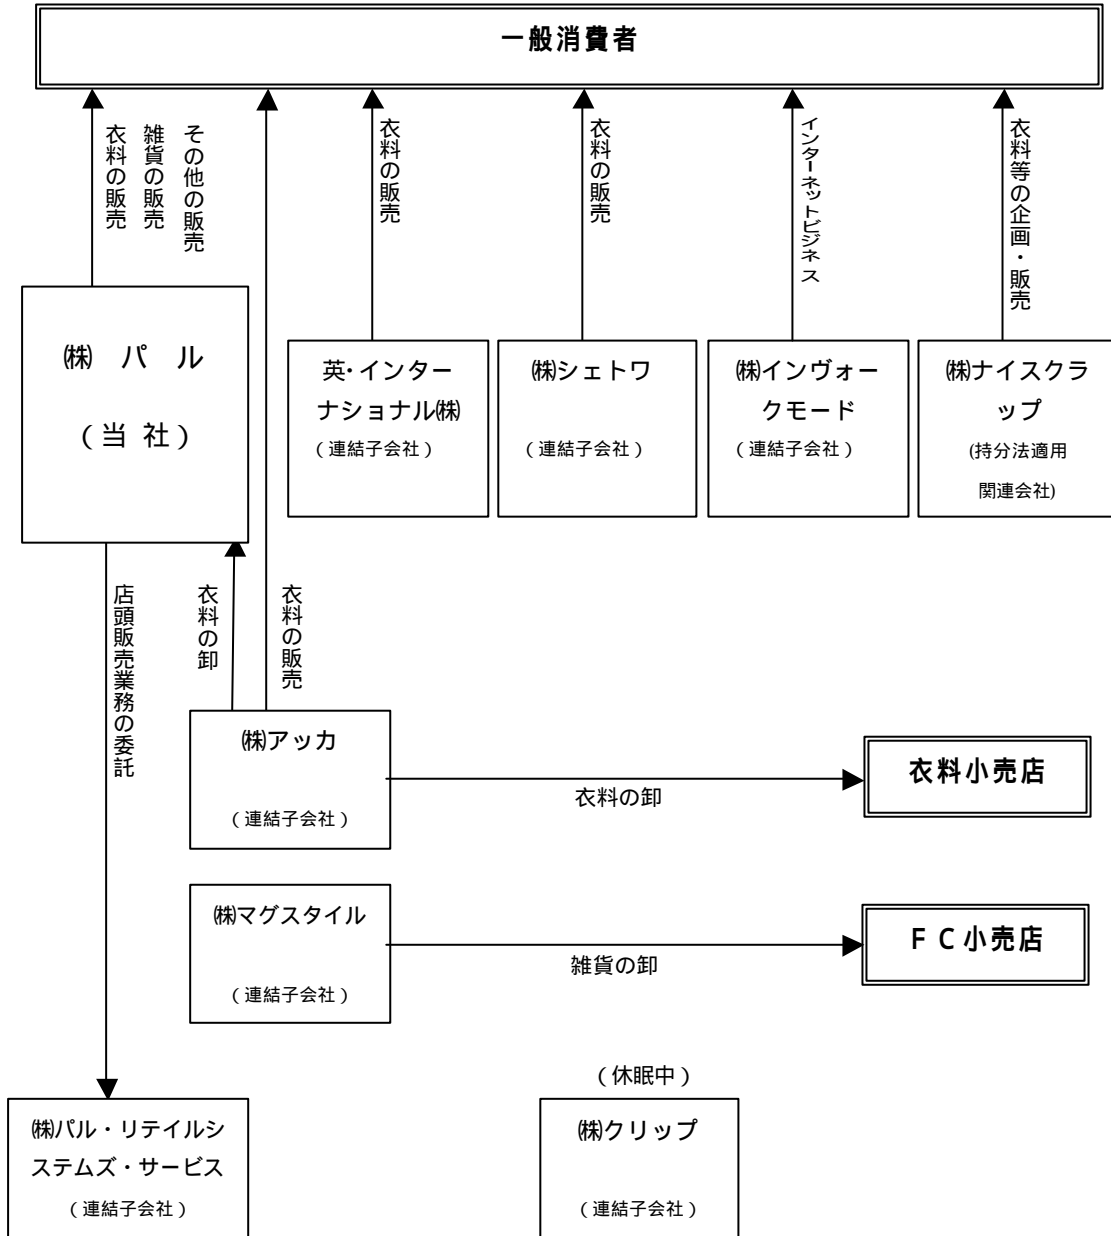 一般消費者
衣料の販売
雑貨の販売
その他の販売
衣料の販売
衣料の販売
インターネットビジネス
衣料等の企画・販売
㈱ パ ル
(当 社)
英・インター
ナショナル㈱
(連結子会社)
㈱シェトワ
(連結子会社)
㈱インヴォー
クモード
(連結子会社)
㈱ナイスクラ
ップ
(持分法適用
関連会社)
店頭販売業務の委託
衣料の卸
衣料の販売
㈱アッカ
(連結子会社)
衣料の卸
衣料小売店
㈱マグスタイル
(連結子会社)
雑貨の卸
FC小売店
(休眠中)
㈱パル・リテイルシ
ステムズ・サービス
(連結子会社)
㈱クリップ
(連結子会社)